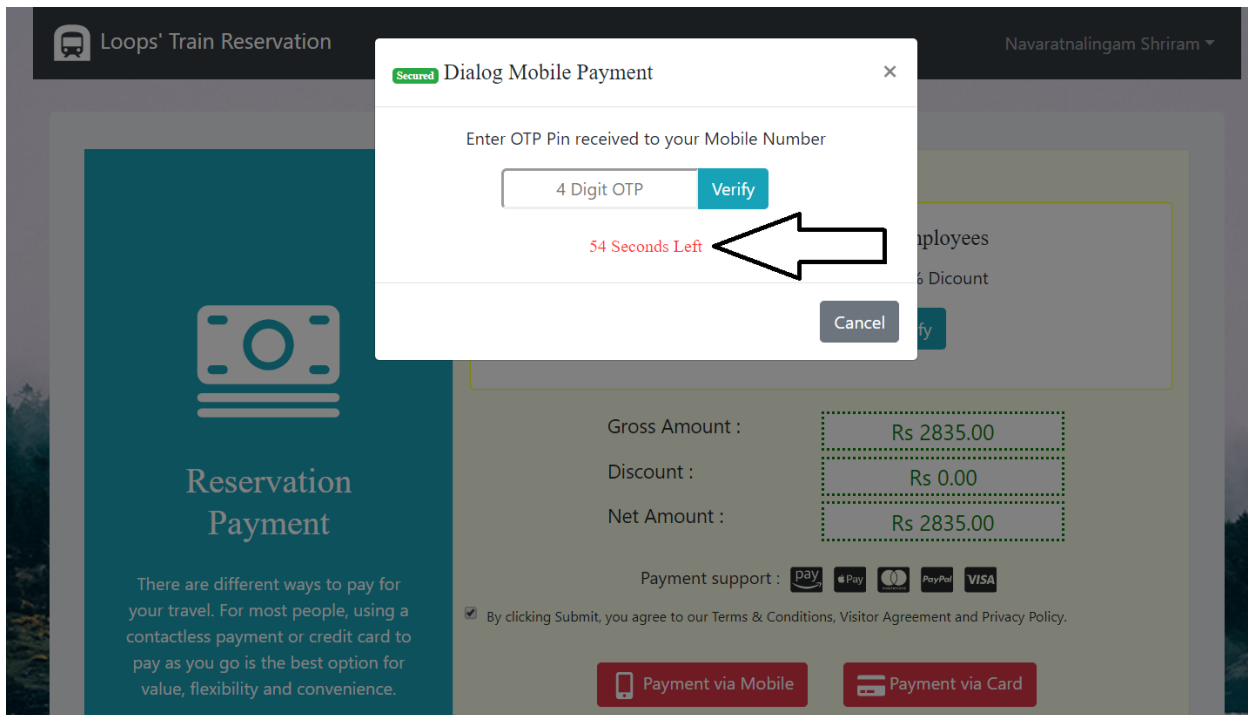 Loops' Train Reservation
Navaratnalingam Shriram
Secured Dialog Mobile Payment ×
Enter OTP Pin received to your Mobile Number
4 Digit OTP Verify
54 Seconds Left
Dicount
Cancel
Gross Amount : Rs 2835.00
Discount : Rs 0.00
Net Amount : Rs 2835.00
Payment support : pay Pay mastercard PayPal VISA
By clicking Submit, you agree to our Terms & Conditions, Visitor Agreement and Privacy Policy.
Payment via Mobile Payment via Card
Reservation
Payment
There are different ways to pay for
your travel. For most people, using a
contactless payment or credit card to
pay as you go is the best option for
value, flexibility and convenience.